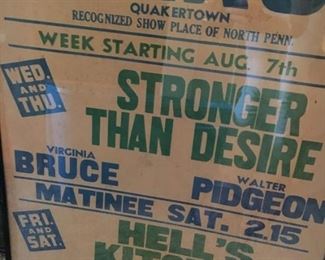 QUAKERTOWN
RECOGNIZED SHOW PLACE OF NORTH PENN.
WEEK STARTING AUG. 7th
WED. AND THU.
STRONGER
THAN DESIRE
VIRGINIA BRUCE
WALTER PIDGEON
MATINEE SAT. 2.15
FRI. AND SAT.
HELL'S